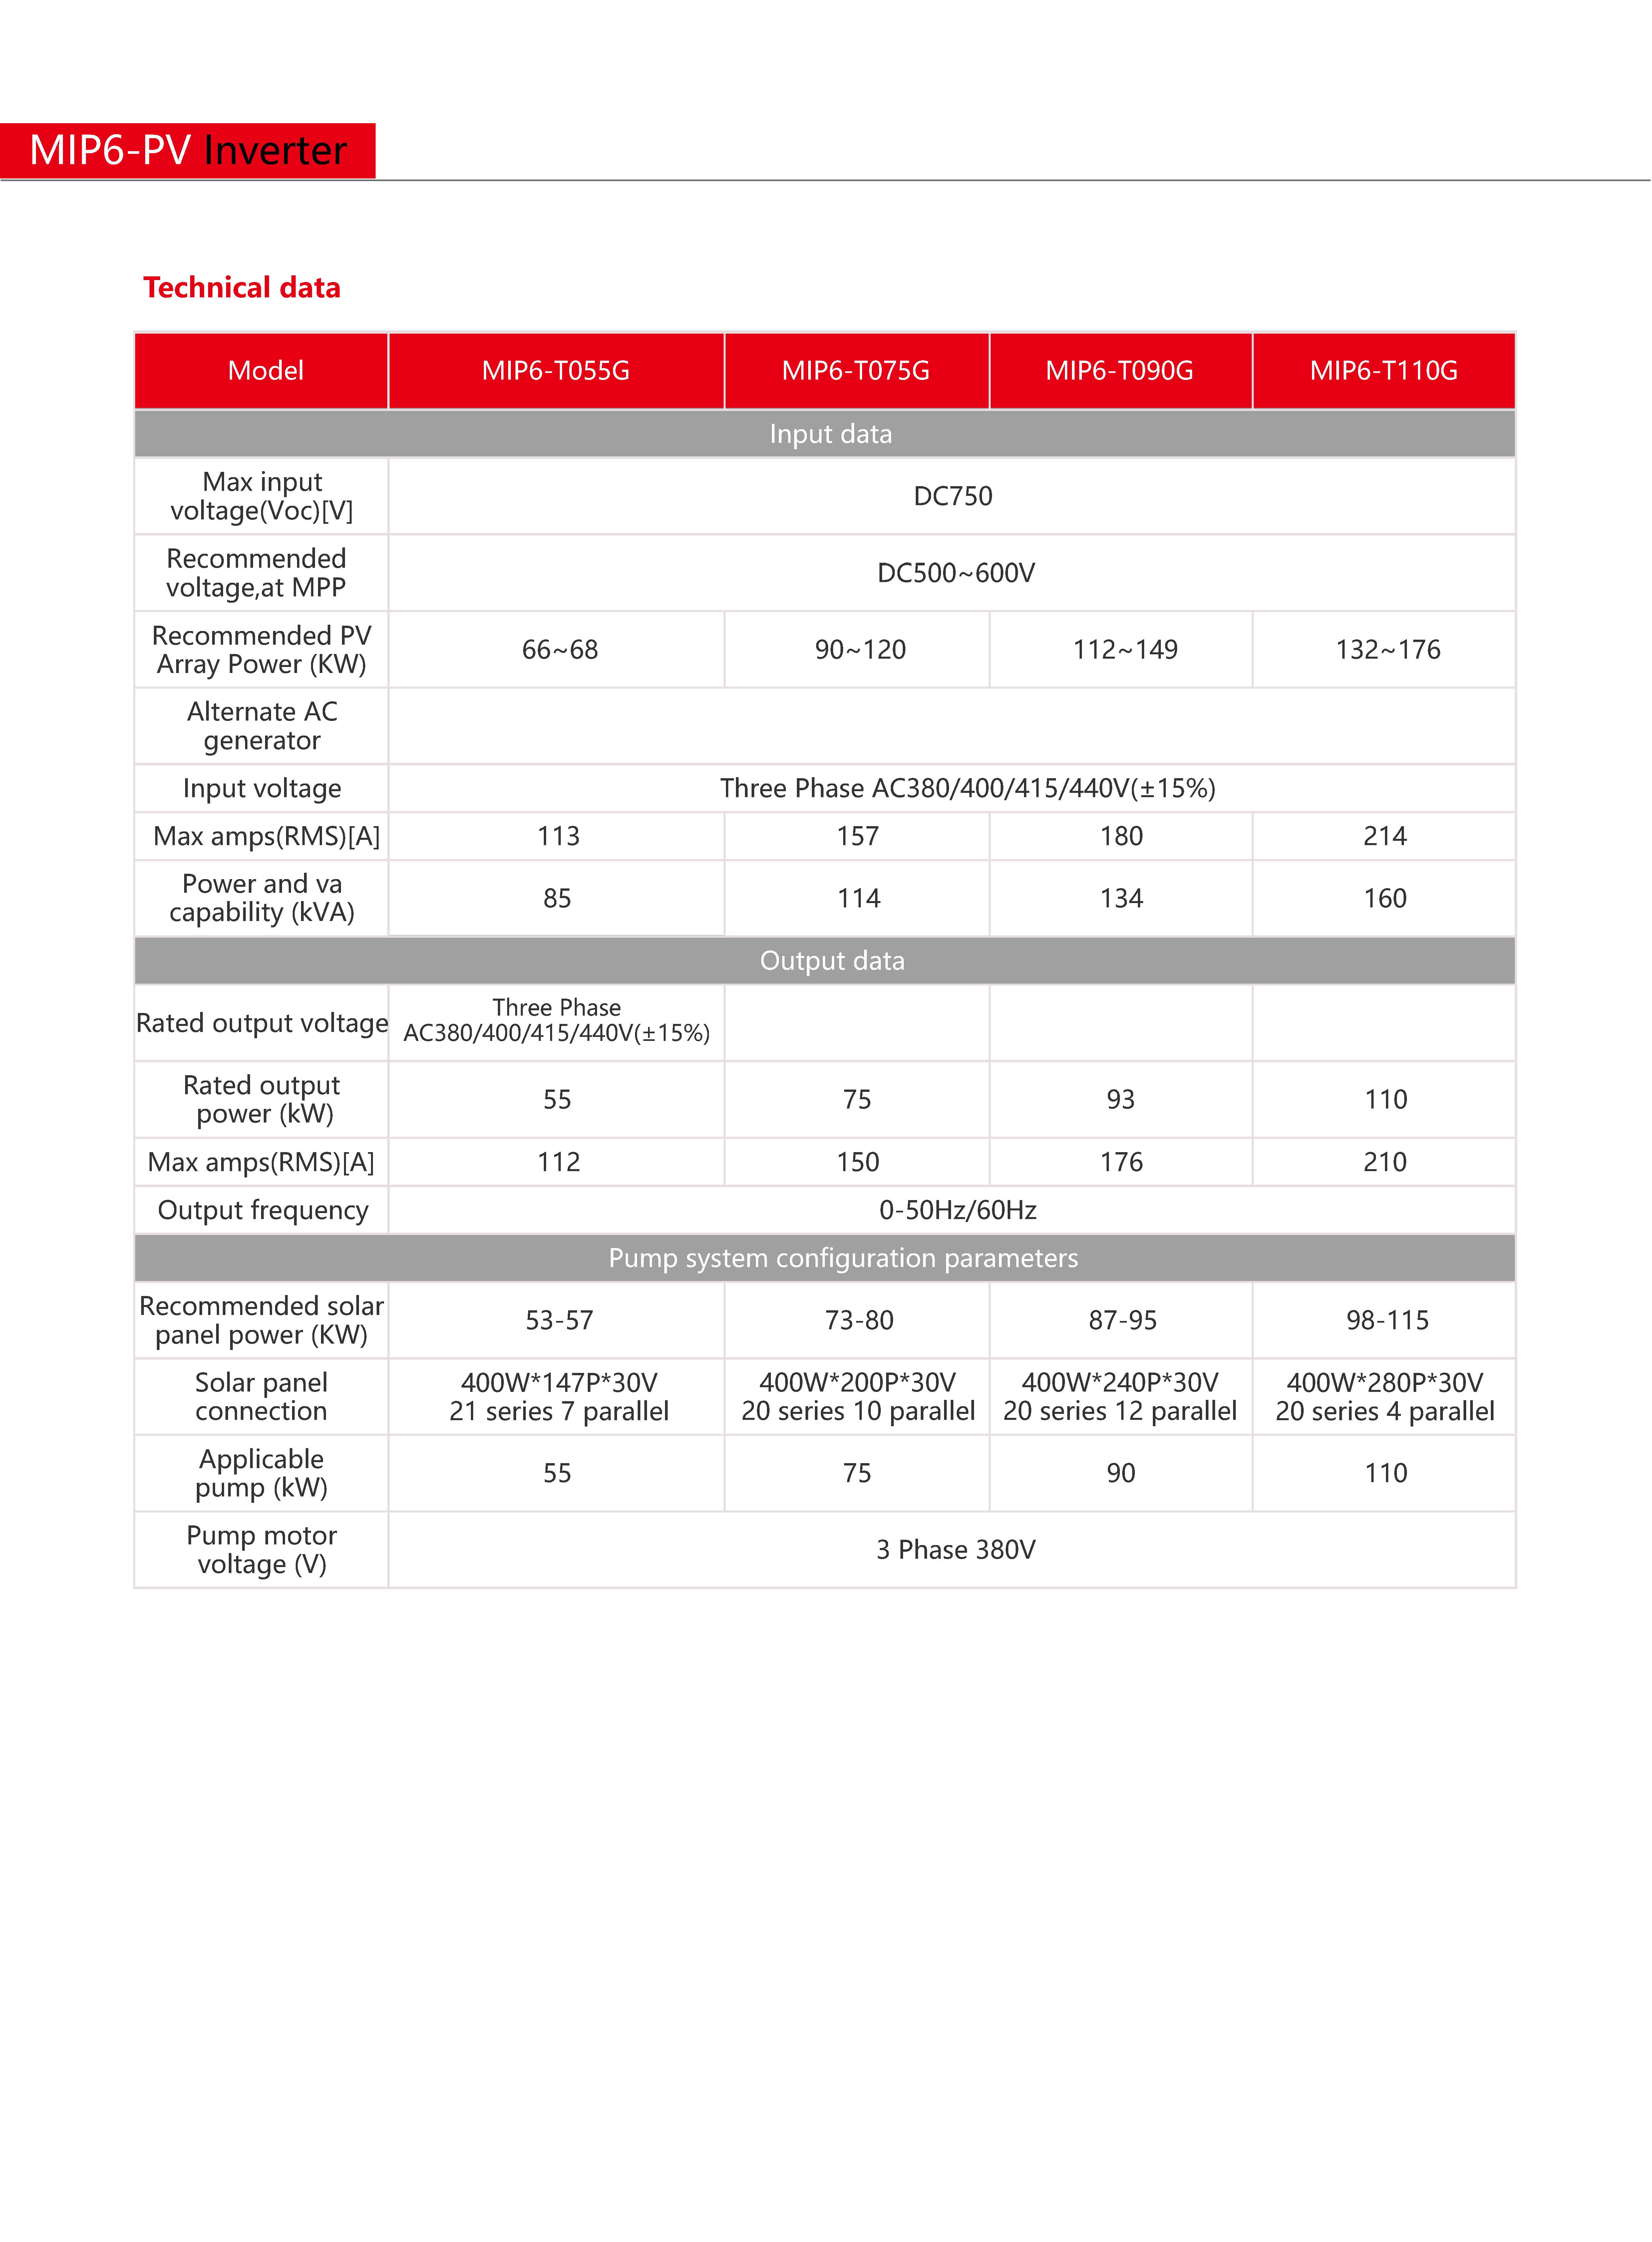 MIP6-PV Inverter
Technical data
Model MIP6-T055G MIP6-T075G MIP6-T090G MIP6-T110G
Input data
Max input
voltage(Voc)[V]
DC750
Recommended
voltage,at MPP
DC500~600V
Recommended PV
Array Power (KW)
66~68 90~120 112~149 132~176
Alternate AC
generator
Input voltage Three Phase AC380/400/415/440V(±15%)
Max amps(RMS)[A] 113 157 180 214
Power and va
capability (kVA)
85 114 134 160
Output data
Rated output voltage
Three Phase
AC380/400/415/440V(±15%)
Rated output
power (kW)
55 75 93 110
Max amps(RMS)[A] 112 150 176 210
Output frequency 0-50Hz/60Hz
Pump system configuration parameters
Recommended solar
panel power (KW)
53-57 73-80 87-95 98-115
Solar panel
connection
400W*147P*30V
21 series 7 parallel
400W*200P*30V
20 series 10 parallel
400W*240P*30V
20 series 12 parallel
400W*280P*30V
20 series 4 parallel
Applicable
pump (kW)
55 75 90 110
Pump motor
voltage (V)
3 Phase 380V